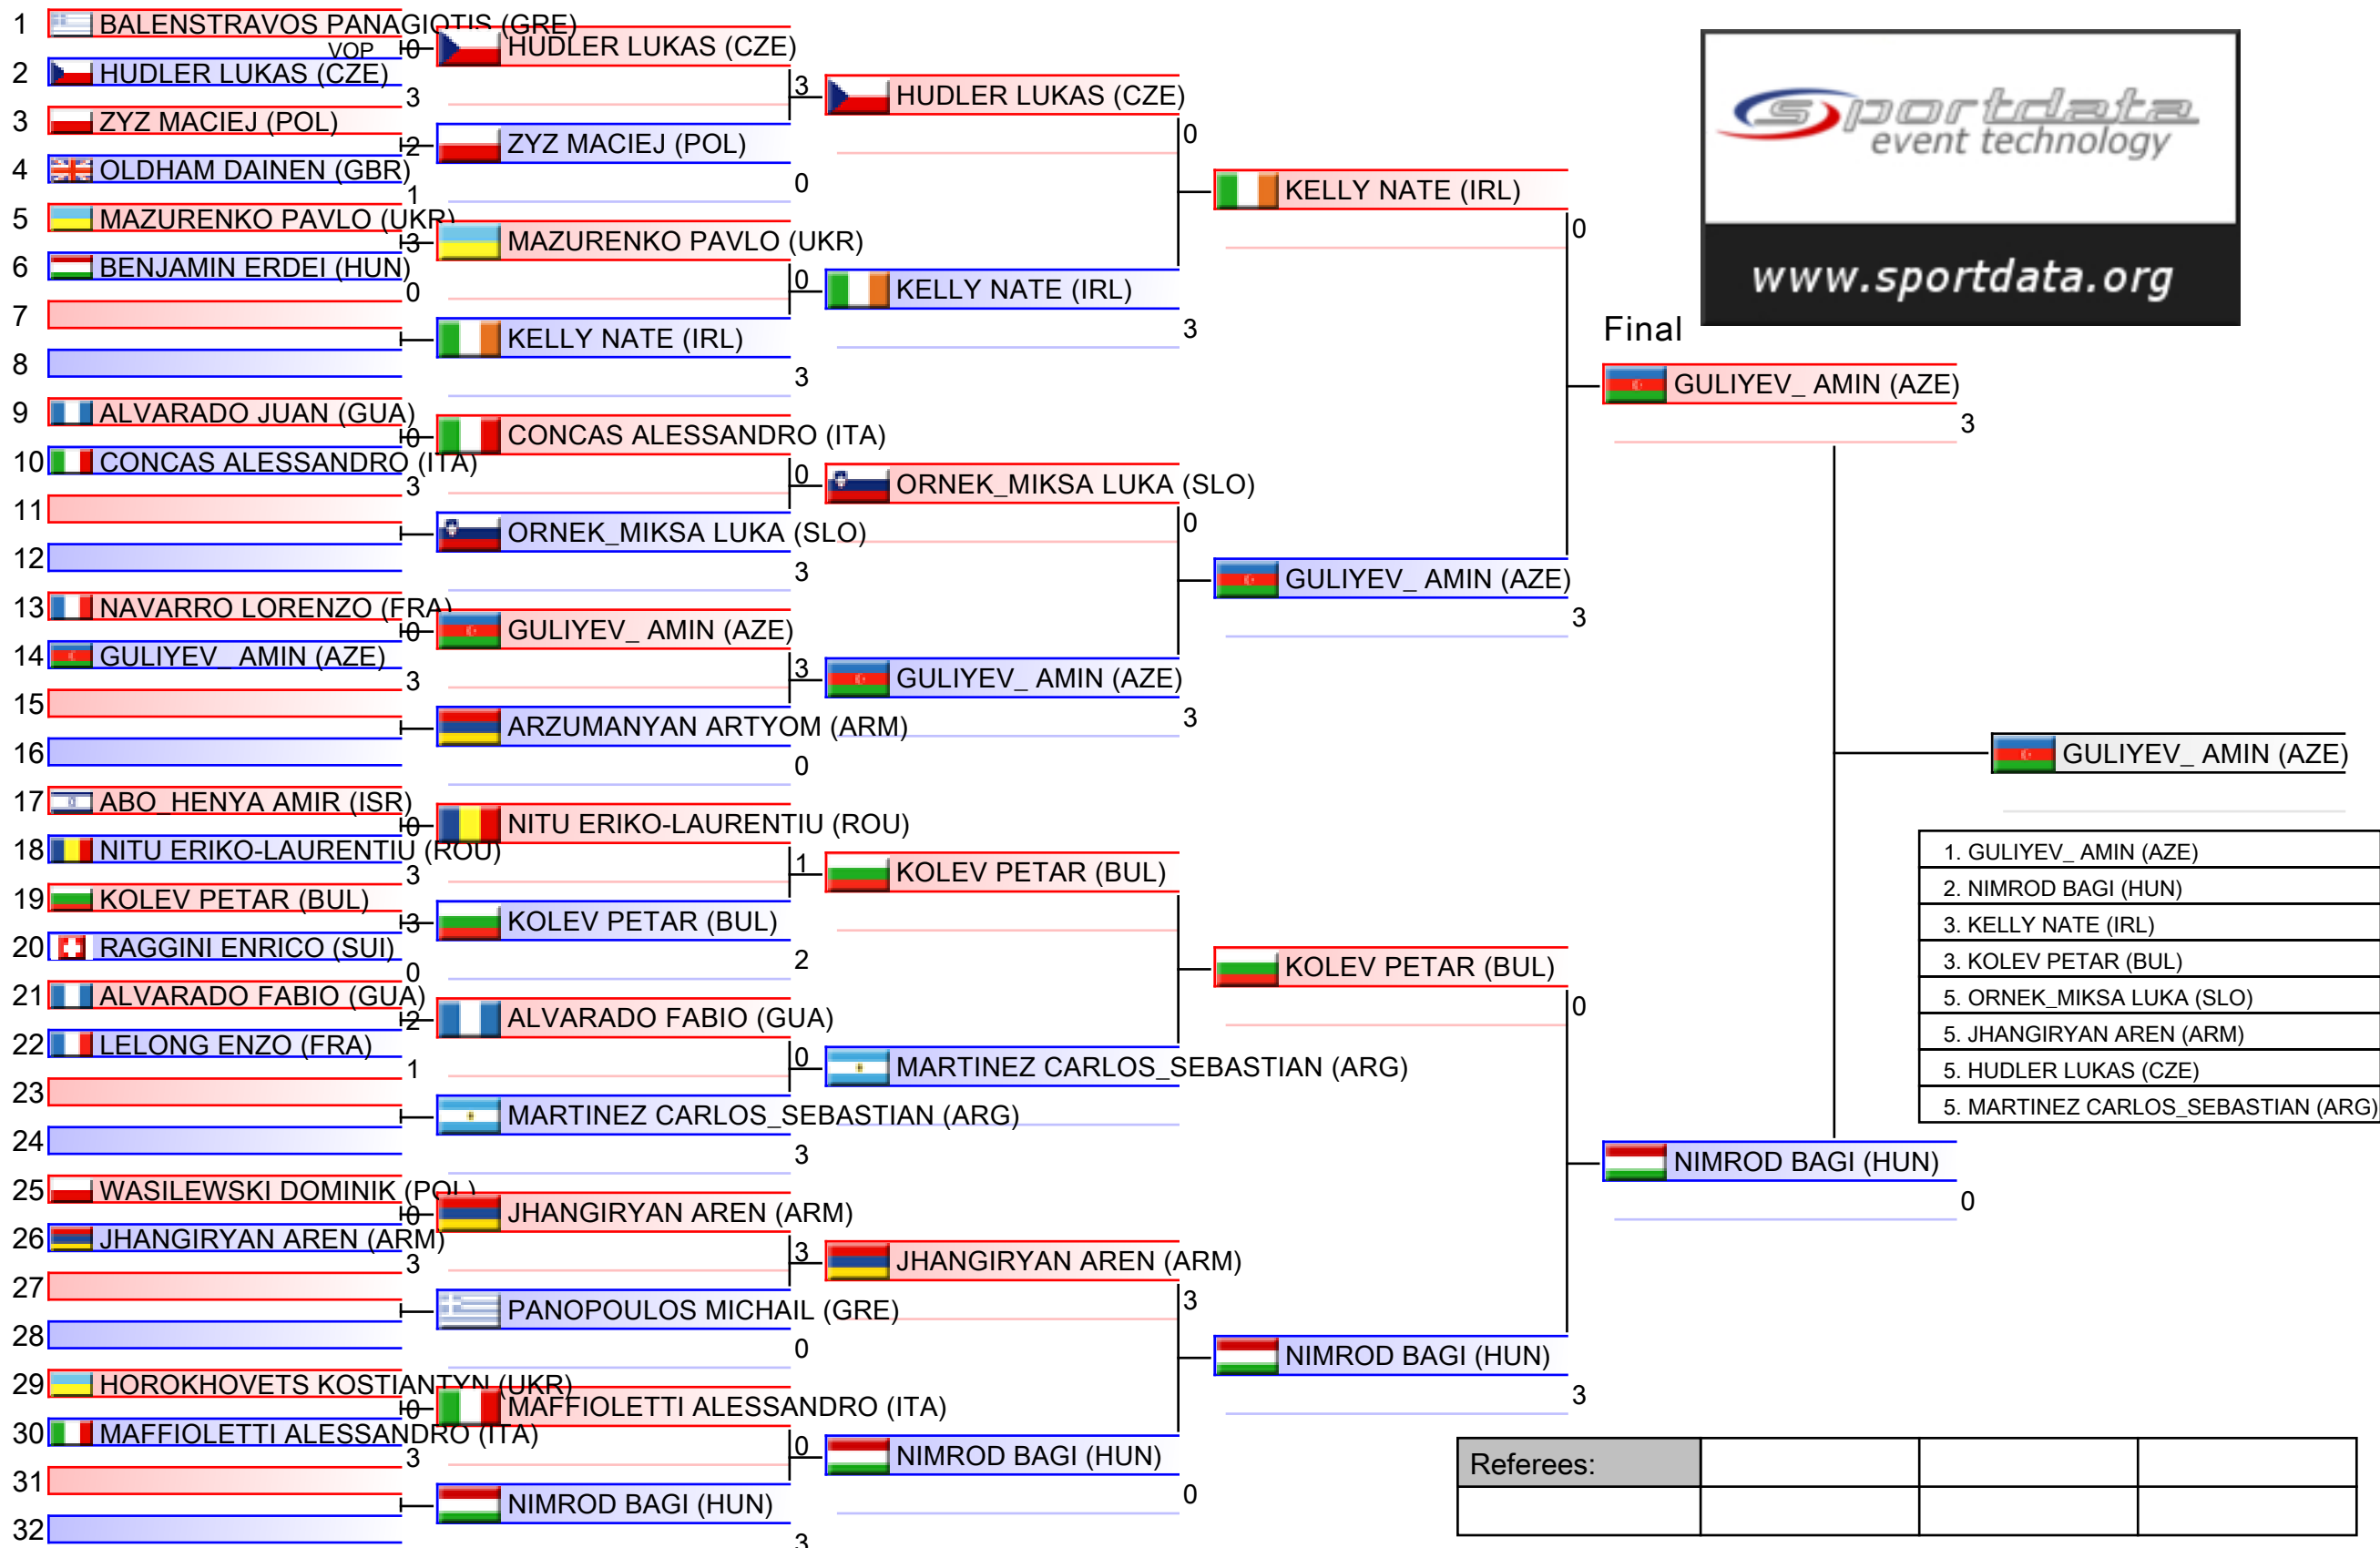 1 BALENSTRAVOS PANAGIOTIS (GRE)
VOP 0
2 HUDLER LUKAS (CZE)
3
3 ZYZ MACIEJ (POL)
2
4 OLDHAM DAINEN (GBR)
1
5 MAZURENKO PAVLO (UKR)
3
6 BENJAMIN ERDEI (HUN)
0
7
8
9 ALVARADO JUAN (GUA)
0
10 CONCAS ALESSANDRO (ITA)
3
11
12
13 NAVARRO LORENZO (FRA)
0
14 GULIYEV_ AMIN (AZE)
3
15
16
17 ABO_HENYA AMIR (ISR)
0
18 NITU ERIKO-LAURENTIU (ROU)
3
19 KOLEV PETAR (BUL)
3
20 RAGGINI ENRICO (SUI)
0
21 ALVARADO FABIO (GUA)
2
22 LELONG ENZO (FRA)
1
23
24
25 WASILEWSKI DOMINIK (POL)
0
26 JHANGIRYAN AREN (ARM)
3
27
28
29 HOROKHOVETS KOSTIANTYN (UKR)
0
30 MAFFIOLETTI ALESSANDRO (ITA)
3
31
32
HUDLER LUKAS (CZE)
3
ZYZ MACIEJ (POL)
0
MAZURENKO PAVLO (UKR)
0
KELLY NATE (IRL)
3
CONCAS ALESSANDRO (ITA)
0
ORNEK_MIKSA LUKA (SLO)
3
GULIYEV_ AMIN (AZE)
3
ARZUMANYAN ARTYOM (ARM)
0
NITU ERIKO-LAURENTIU (ROU)
1
KOLEV PETAR (BUL)
2
ALVARADO FABIO (GUA)
0
MARTINEZ CARLOS_SEBASTIAN (ARG)
3
JHANGIRYAN AREN (ARM)
3
PANOPOULOS MICHAIL (GRE)
0
MAFFIOLETTI ALESSANDRO (ITA)
0
NIMROD BAGI (HUN)
3
HUDLER LUKAS (CZE)
0
KELLY NATE (IRL)
3
ORNEK_MIKSA LUKA (SLO)
0
GULIYEV_ AMIN (AZE)
3
KOLEV PETAR (BUL)
MARTINEZ CARLOS_SEBASTIAN (ARG)
JHANGIRYAN AREN (ARM)
3
NIMROD BAGI (HUN)
0
KELLY NATE (IRL)
0
GULIYEV_ AMIN (AZE)
3
KOLEV PETAR (BUL)
0
NIMROD BAGI (HUN)
3
sportdata
event technology
www.sportdata.org
Final
GULIYEV_ AMIN (AZE)
3
NIMROD BAGI (HUN)
0
GULIYEV_ AMIN (AZE)
1. GULIYEV_ AMIN (AZE)
2. NIMROD BAGI (HUN)
3. KELLY NATE (IRL)
3. KOLEV PETAR (BUL)
5. ORNEK_MIKSA LUKA (SLO)
5. JHANGIRYAN AREN (ARM)
5. HUDLER LUKAS (CZE)
5. MARTINEZ CARLOS_SEBASTIAN (ARG)
Referees: